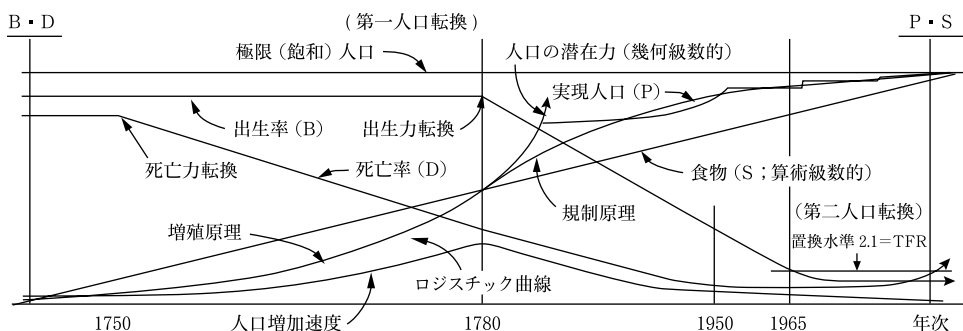 B・D
(第一人口転換)
P・S
極限(飽和)人口
人口の潜在力(幾何級数的)
実現人口(P)
出生率(B)
出生力転換
死亡力転換
死亡率(D)
食物(S;算術級数的)
規制原理
(第二人口転換)
増殖原理
置換水準 2.1=TFR
ロジスチック曲線
1750
人口増加速度
1780
1950
1965
年次